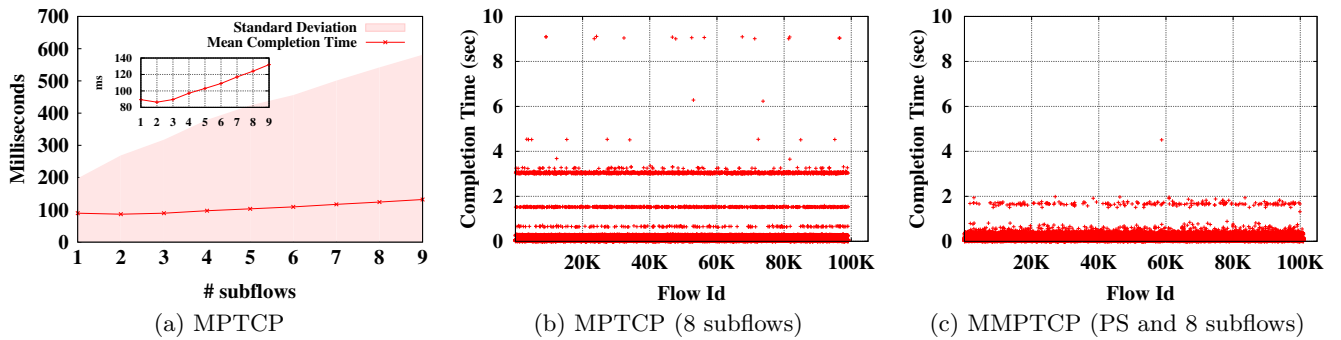 700
600
500
400
300
200
100
0
Milliseconds
Standard Deviation
Mean Completion Time
140
120
100
80
ms
1 2 3 4 5 6 7 8 9
1 2 3 4 5 6 7 8 9
# subflows
(a) MPTCP
10
8
6
4
2
0
Completion Time (sec)
20K 40K 60K 80K 100K
Flow Id
(b) MPTCP (8 subflows)
10
8
6
4
2
0
Completion Time (sec)
20K 40K 60K 80K 100K
Flow Id
(c) MMPTCP (PS and 8 subflows)